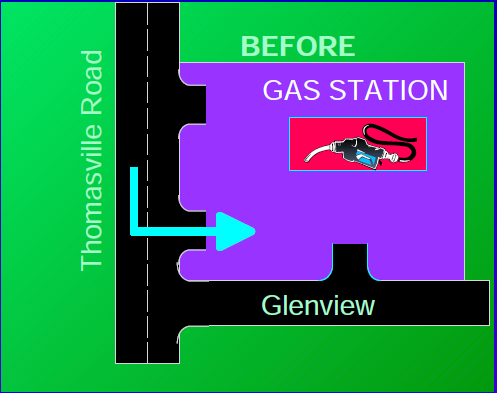 BEFORE
GAS STATION
Thomasville Road
Glenview